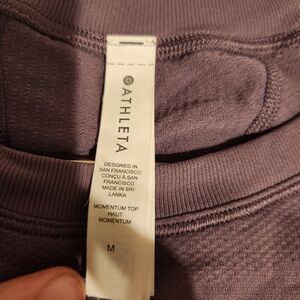 ATHLETA
DESIGNED IN
SAN FRANCISCO
CONÇU À SAN
FRANCISCO
MADE IN SRI
LANKA
MOMENTUM TOP
HAUT
MOMENTUM
M